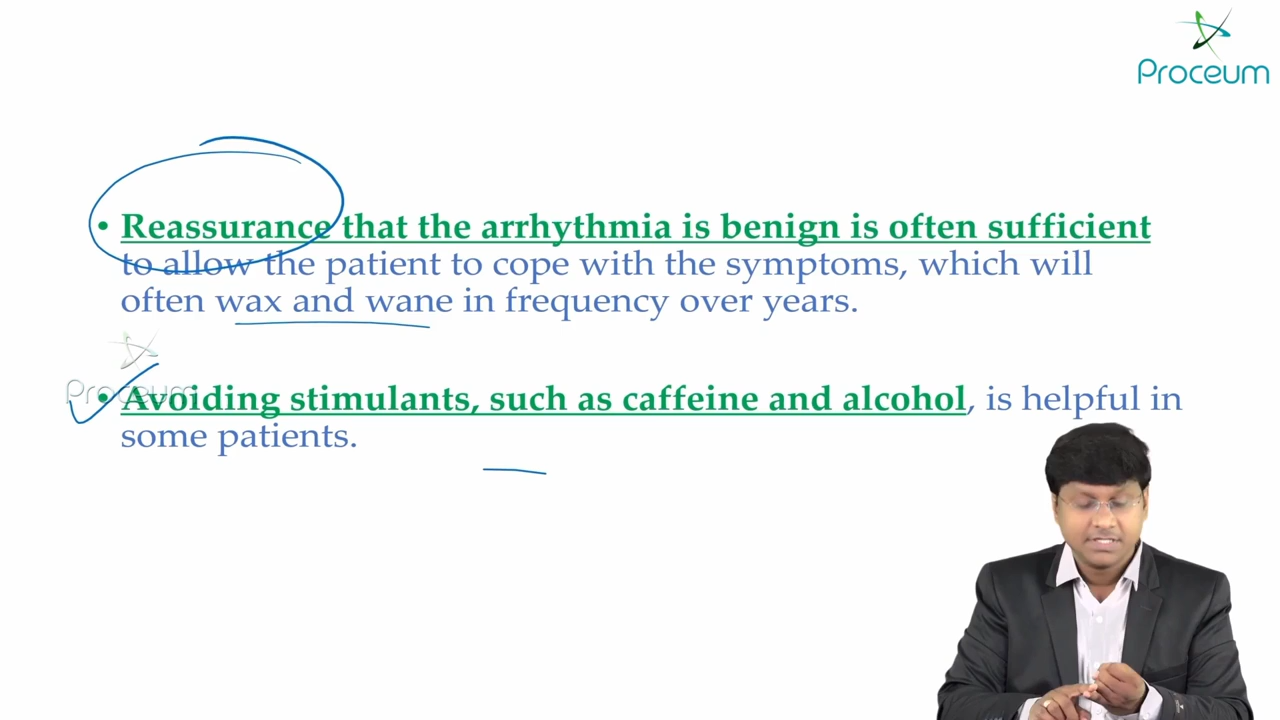 Proceum
• Reassurance that the arrhythmia is benign is often sufficient
to allow the patient to cope with the symptoms, which will
often wax and wane in frequency over years.
Proceum
• Avoiding stimulants, such as caffeine and alcohol, is helpful in
some patients.